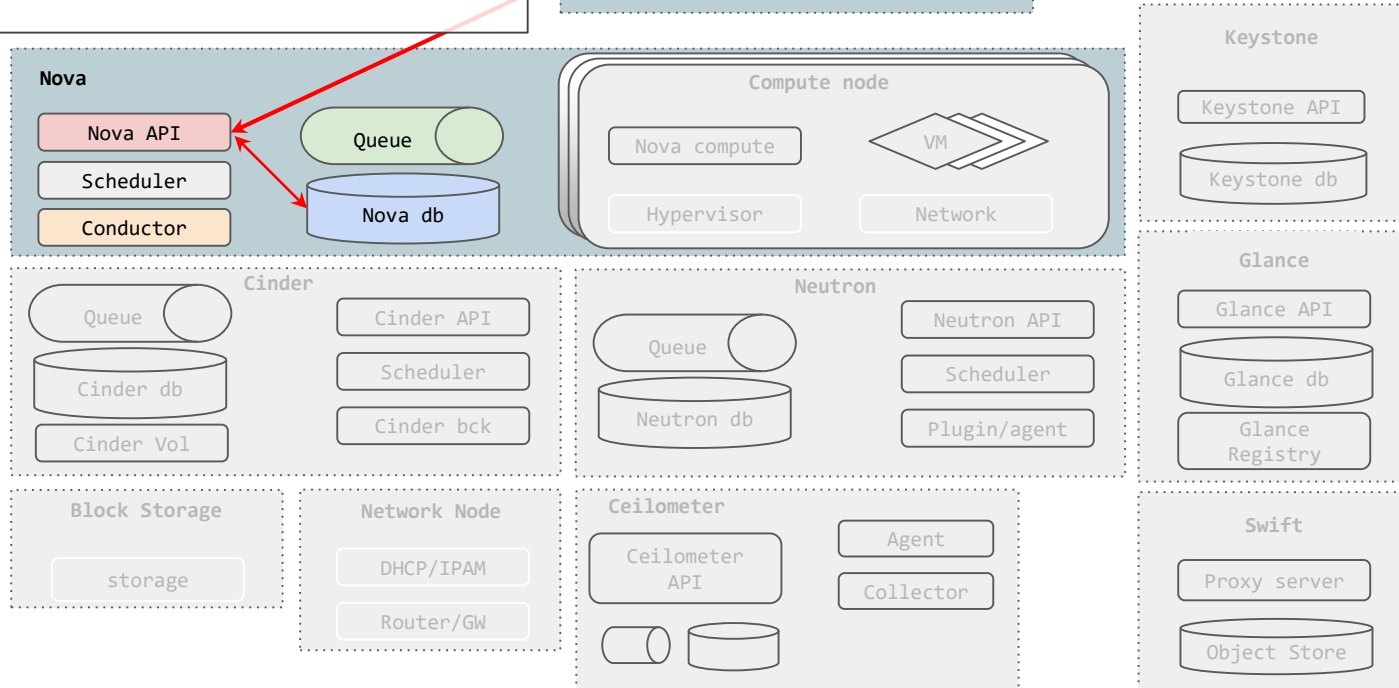 Nova
Nova API
Scheduler
Conductor
Queue
Nova db
Compute node
Nova compute
VM
Hypervisor
Network
Keystone
Keystone API
Keystone db
Cinder
Queue
Cinder db
Cinder Vol
Cinder API
Scheduler
Cinder bck
Neutron
Queue
Neutron db
Neutron API
Scheduler
Plugin/agent
Glance
Glance API
Glance db
Glance
Registry
Block Storage
storage
Network Node
DHCP/IPAM
Router/GW
Ceilometer
Ceilometer
API
Agent
Collector
Swift
Proxy server
Object Store